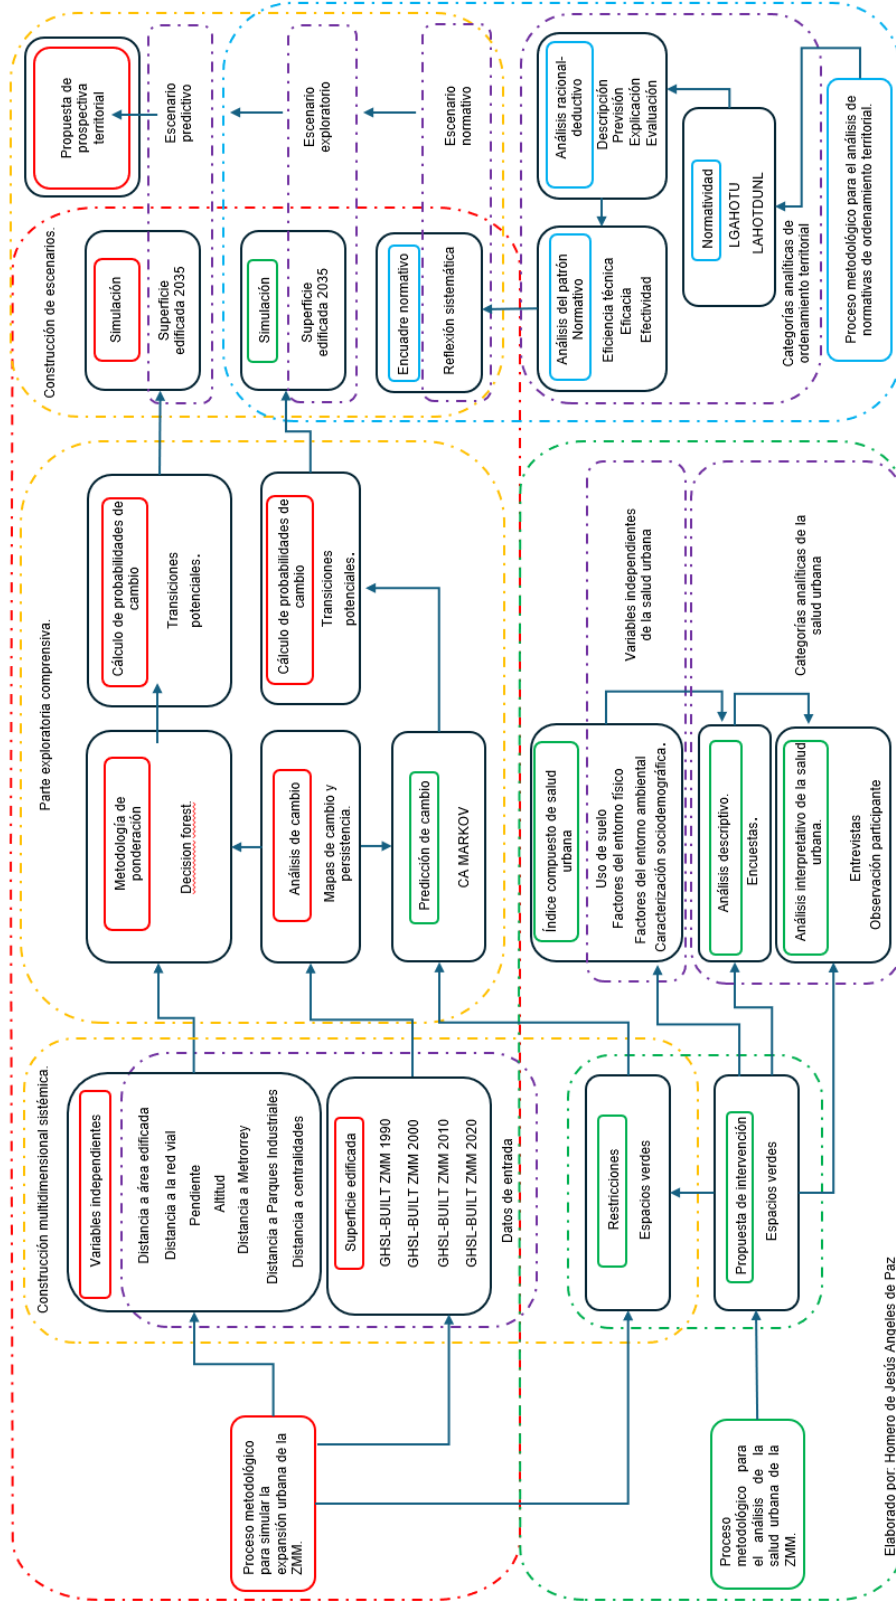 Proceso metodológico
para simular la
expansión urbana de la
ZMM.
Construcción multidimensional sistémica.
Variables independientes
Distancia a área edificada
Distancia a la red vial
Pendiente
Altitud
Distancia a Metrorrey
Distancia a Parques Industriales
Distancia a centralidades
Superficie edificada
GHSL-BUILT ZMM 1990
GHSL-BUILT ZMM 2000
GHSL-BUILT ZMM 2010
GHSL-BUILT ZMM 2020
Datos de entrada
Parte exploratoria comprensiva.
Metodología de
ponderación
Decision forest.
Análisis de cambio
Mapas de cambio y
persistencia.
Predicción de cambio
CA MARKOV
Cálculo de probabilidades de
cambio
Transiciones
potenciales.
Cálculo de probabilidades de
cambio
Transiciones
potenciales.
Construcción de escenarios.
Simulación
Superficie
edificada 2035
Simulación
Superficie
edificada 2035
Encuadre normativo
Reflexión sistemática
Propuesta de
prospectiva
territorial
Escenario
predictivo
Escenario
exploratorio
Escenario
normativo
Proceso
metodológico para
el análisis de la
salud urbana de la
ZMM.
Restricciones
Espacios verdes
Propuesta de intervención
Espacios verdes
Índice compuesto de salud
urbana
Uso de suelo
Factores del entorno físico
Factores del entorno ambiental
Caracterización sociodemográfica.
Análisis descriptivo.
Encuestas.
Análisis interpretativo de la salud
urbana.
Entrevistas
Observación participante
Variables independientes
de la salud urbana
Categorías analíticas de la
salud urbana
Análisis del patrón
Normativo
Eficiencia técnica
Eficacia
Efectividad
Análisis racional-
deductivo
Descripción
Previsión
Explicación
Evaluación
Normatividad
LGAHOTU
LAHOTDUNL
Categorías analíticas de
ordenamiento territorial
Proceso metodológico para el análisis de
normativas de ordenamiento territorial.
Elaborado por: Homero de Jesús Angeles de Paz